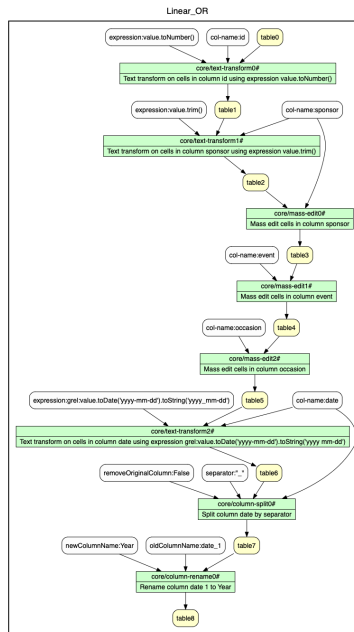 Linear_OR
expression:value.toNumber()
col-name:id
table0
core/text-transform0#
Text transform on cells in column id using expression value.toNumber()
expression:value.trim()
table1
col-name:sponsor
core/text-transform1#
Text transform on cells in column sponsor using expression value.trim()
table2
core/mass-edit0#
Mass edit cells in column sponsor
col-name:event
table3
core/mass-edit1#
Mass edit cells in column event
col-name:occasion
table4
core/mass-edit2#
Mass edit cells in column occasion
expression:grel:value.toDate('yyyy-mm-dd').toString('yyyy_mm-dd')
table5
col-name:date
core/text-transform2#
Text transform on cells in column date using expression grel:value.toDate('yyyy-mm-dd').toString('yyyy mm-dd')
removeOriginalColumn:False
separator:"_"
table6
core/column-split0#
Split column date by separator
newColumnName:Year
oldColumnName:date_1
table7
core/column-rename0#
Rename column date 1 to Year
table8